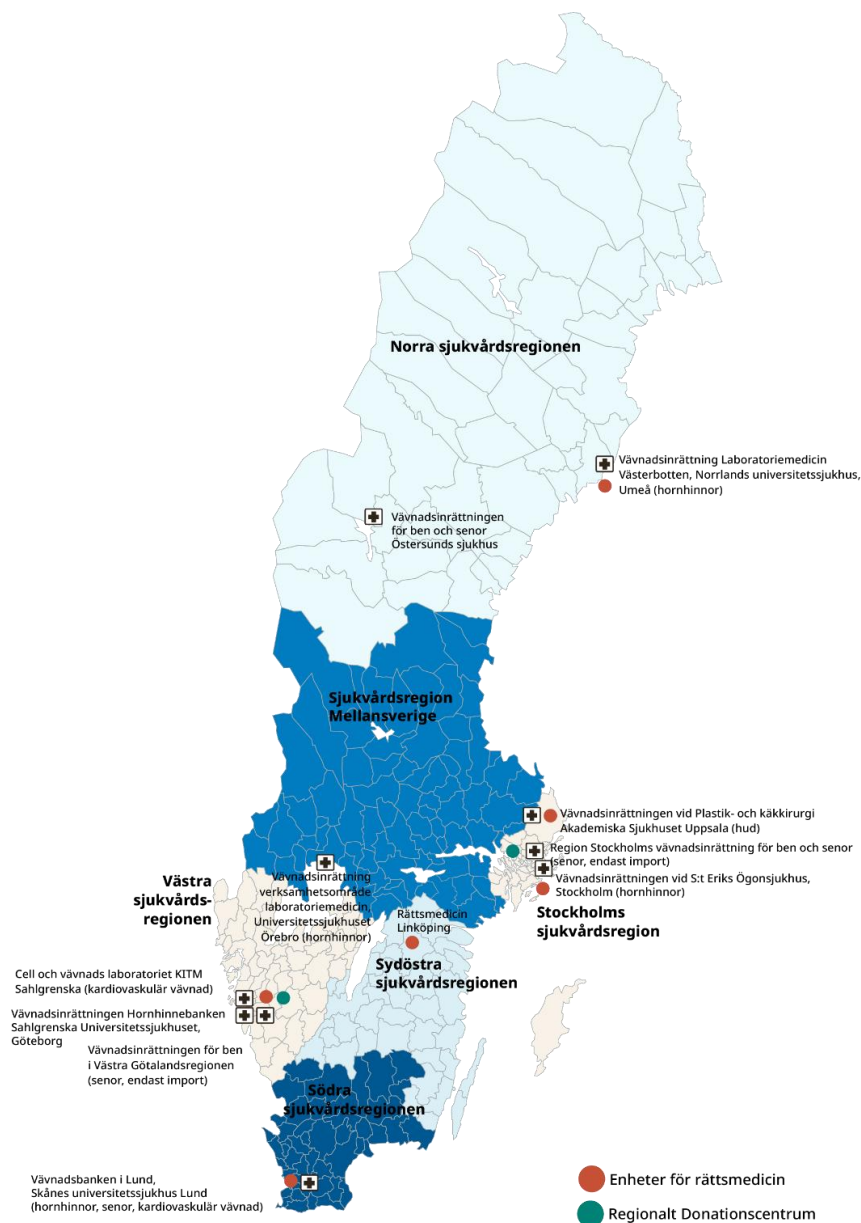 Norra sjukvårdsregionen
Vävnadsinrättning Laboratoriemedicin
Västerbotten, Norrlands universitetssjukhus,
Umeå (hornhinnor)
Vävnadsinrättningen
för ben och senor
Östersunds sjukhus
Sjukvårdsregion
Mellansverige
Vävnadsinrättningen vid Plastik- och käkkirurgi
Akademiska Sjukhuset Uppsala (hud)
Region Stockholms vävnadsinrättning för ben och senor
(senor, endast import)
Vävnadsinrättningen vid S:t Eriks Ögonsjukhus,
Stockholm (hornhinnor)
Stockholms
sjukvårdsregion
Västra
sjukvårds-
regionen
Vävnadsinrättning
verksamhetsområde
laboratoriemedicin,
Universitetssjukhuset
Örebro (hornhinnor)
Rättsmedicin
Linköping
Sydöstra
sjukvårdsregionen
Cell och vävnads laboratoriet KITM
Sahlgrenska (kardiovaskulär vävnad)
Vävnadsinrättningen Hornhinnebanken
Sahlgrenska Universitetssjukhuset,
Göteborg
Vävnadsinrättningen för ben
i Västra Götalandsregionen
(senor, endast import)
Södra
sjukvårdsregionen
Vävnadsbanken i Lund,
Skånes universitetssjukhus Lund
(hornhinnor, senor, kardiovaskulär vävnad)
Enheter för rättsmedicin
Regionalt Donationscentrum